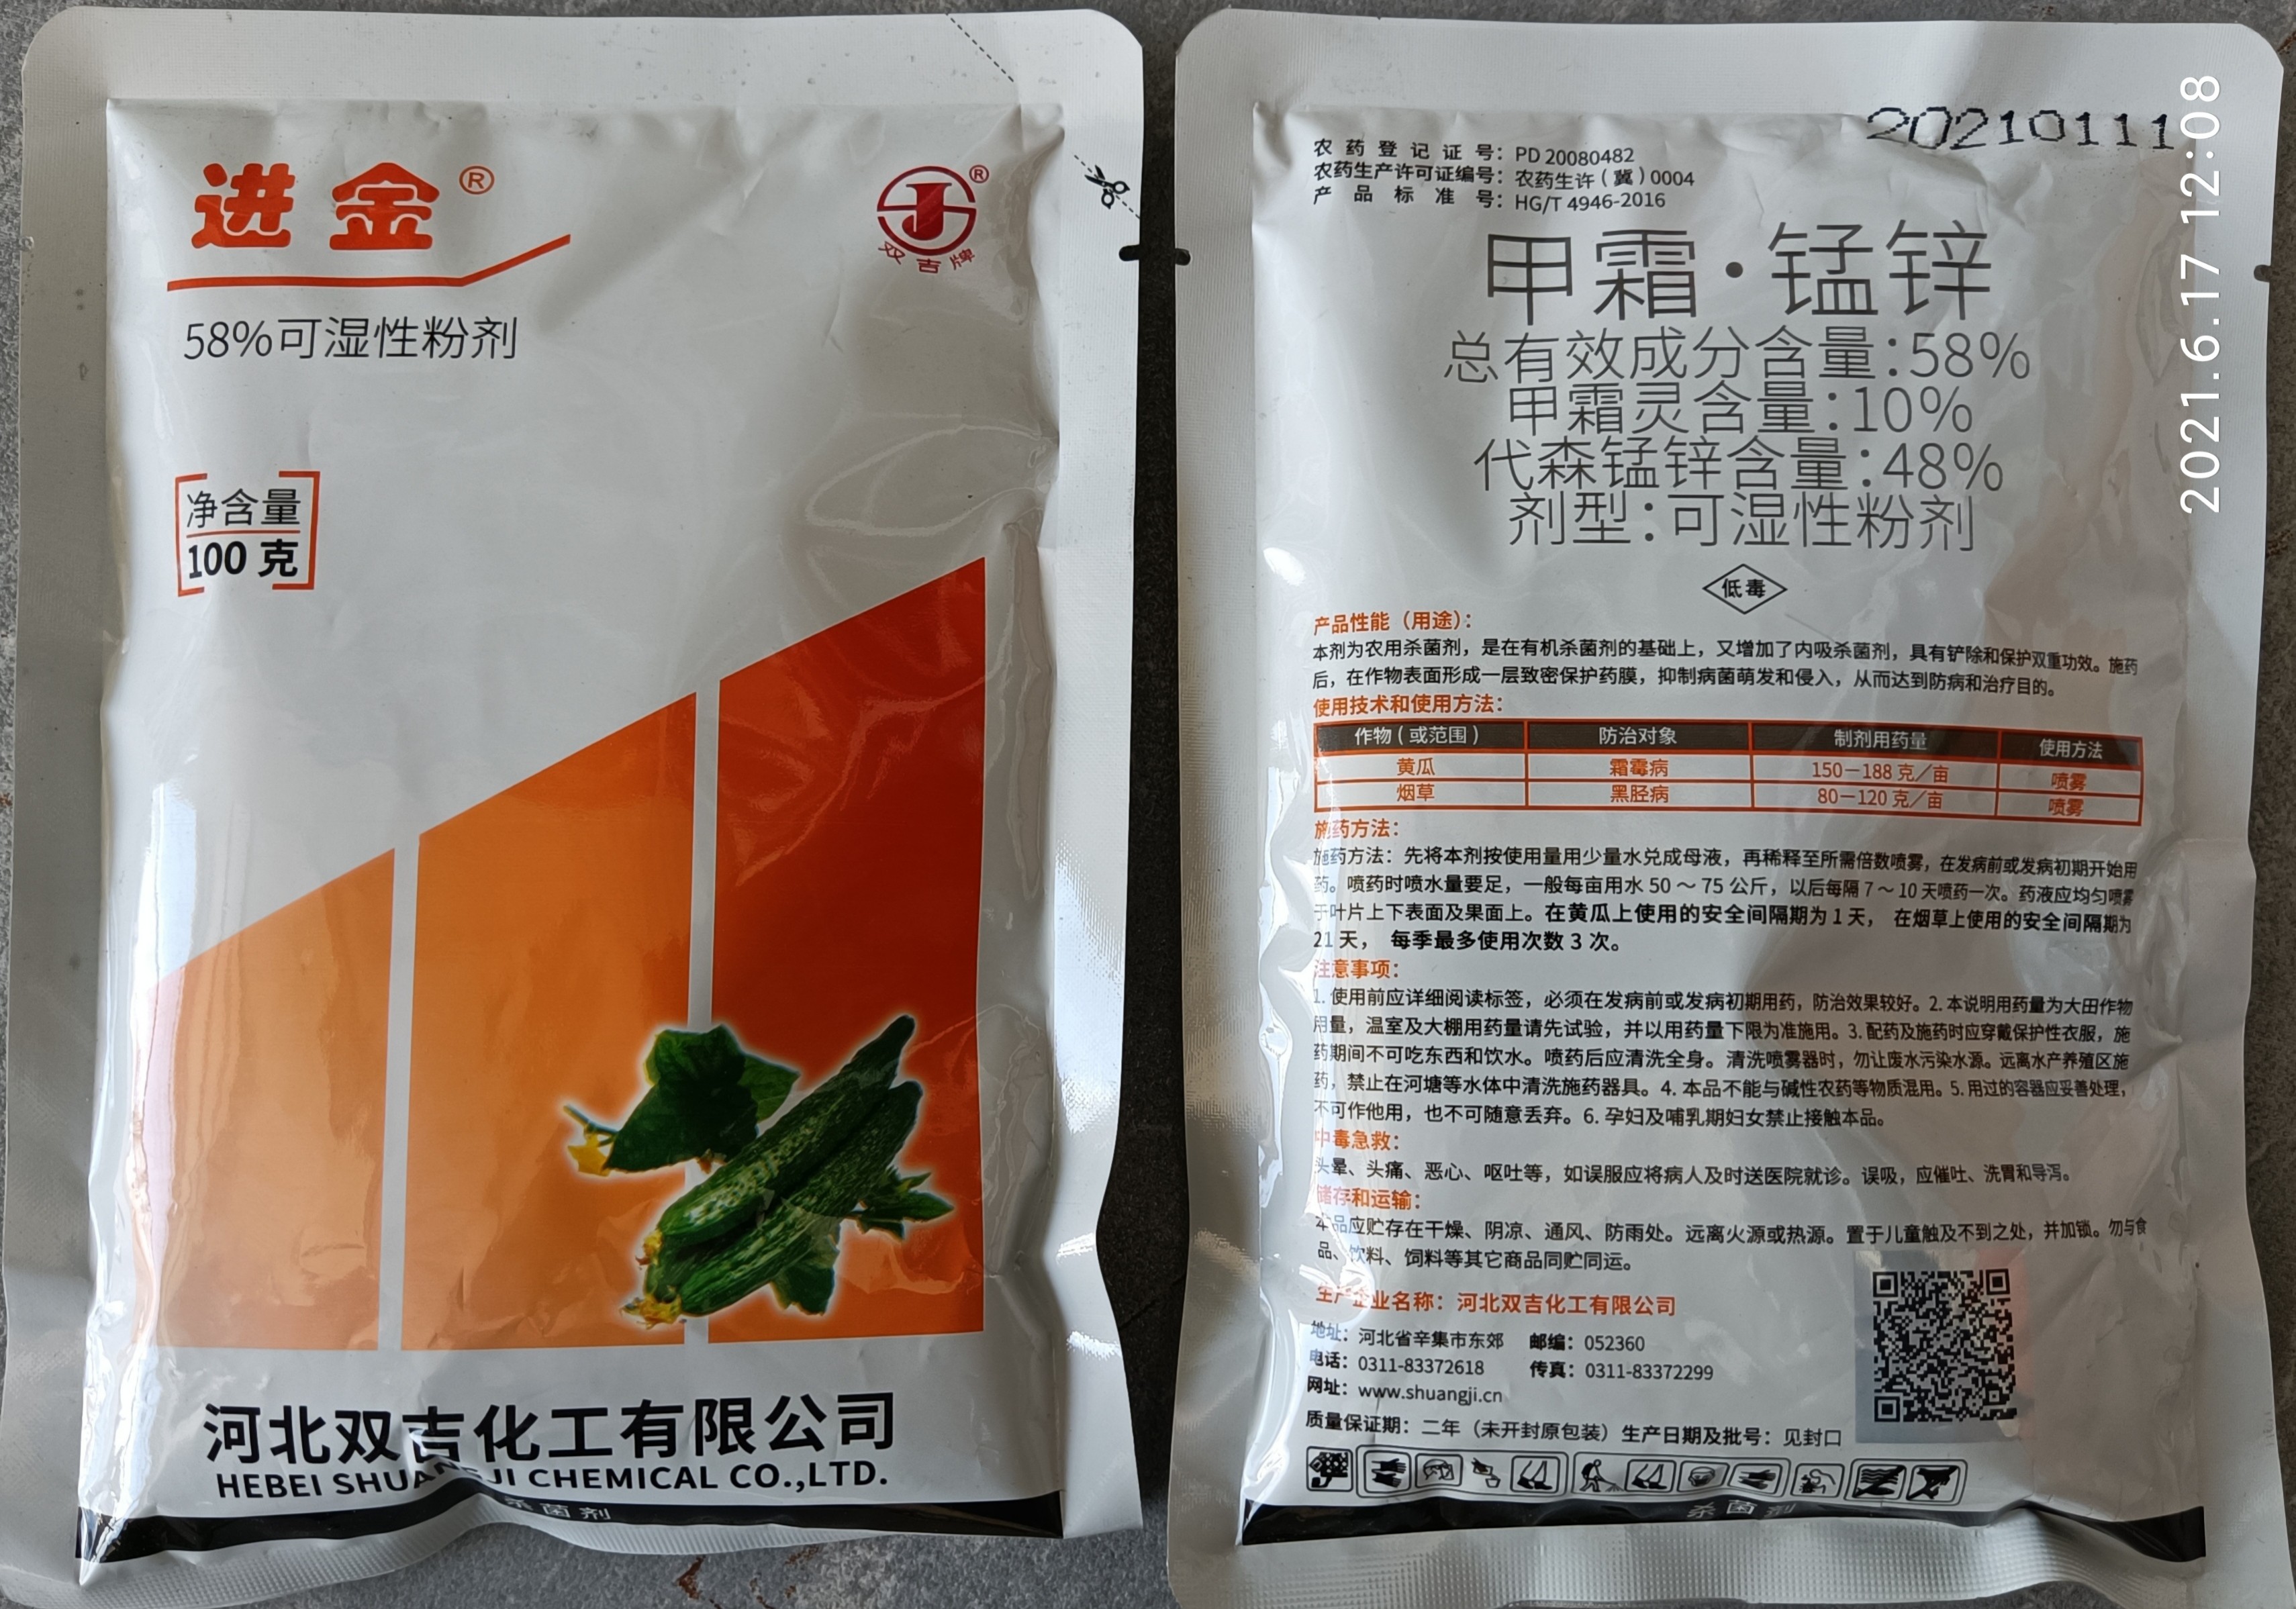 进金®
双吉牌®
58%可湿性粉剂
净含量
100 克
河北双吉化工有限公司
HEBEI SHUANGJI CHEMICAL CO.,LTD.
杀菌剂
20210111
2021.6.17 12:08
农药登记证号：PD 20080482
农药生产许可证编号：农药生许（冀）0004
产品标准号：HG/T 4946-2016
甲霜·锰锌
总有效成分含量：58%
甲霜灵含量：10%
代森锰锌含量：48%
剂型：可湿性粉剂
低毒
产品性能（用途）：
本剂为农用杀菌剂，是在有机杀菌剂的基础上，又增加了内吸杀菌剂，具有铲除和保护双重功效。施药
后，在作物表面形成一层致密保护药膜，抑制病菌萌发和侵入，从而达到防病和治疗目的。
使用技术和使用方法：
作物（或范围） 防治对象 制剂用药量 使用方法
黄瓜 霜霉病 150－188 克／亩 喷雾
烟草 黑胫病 80－120 克／亩 喷雾
施药方法：
施药方法：先将本剂按使用量用少量水兑成母液，再稀释至所需倍数喷雾，在发病前或发病初期开始用
药。喷药时喷水量要足，一般每亩用水 50～75 公斤，以后每隔 7～10 天喷药一次。药液应均匀喷雾
于叶片上下表面及果面上。在黄瓜上使用的安全间隔期为 1 天， 在烟草上使用的安全间隔期为
21 天， 每季最多使用次数 3 次。
注意事项：
1. 使用前应详细阅读标签，必须在发病前或发病初期用药，防治效果较好。2. 本说明用药量为大田作物
用量，温室及大棚用药量请先试验，并以用药量下限为准施用。3. 配药及施药时应穿戴保护性衣服，施
药期间不可吃东西和饮水。喷药后应清洗全身。清洗喷雾器时，勿让废水污染水源。远离水产养殖区施
药，禁止在河塘等水体中清洗施药器具。4. 本品不能与碱性农药等物质混用。5. 用过的容器应妥善处理，
不可作他用，也不可随意丢弃。6. 孕妇及哺乳期妇女禁止接触本品。
中毒急救：
头晕、头痛、恶心、呕吐等，如误服应将病人及时送医院就诊。误吸，应催吐、洗胃和导泻。
储存和运输：
本品应贮存在干燥、阴凉、通风、防雨处。远离火源或热源。置于儿童触及不到之处，并加锁。勿与食
品、饮料、饲料等其它商品同贮同运。
生产企业名称：河北双吉化工有限公司
地址：河北省辛集市东郊 邮编：052360
电话：0311-83372618 传真：0311-83372299
网址：www.shuangji.cn
质量保证期：二年（未开封原包装）生产日期及批号：见封口
杀菌剂